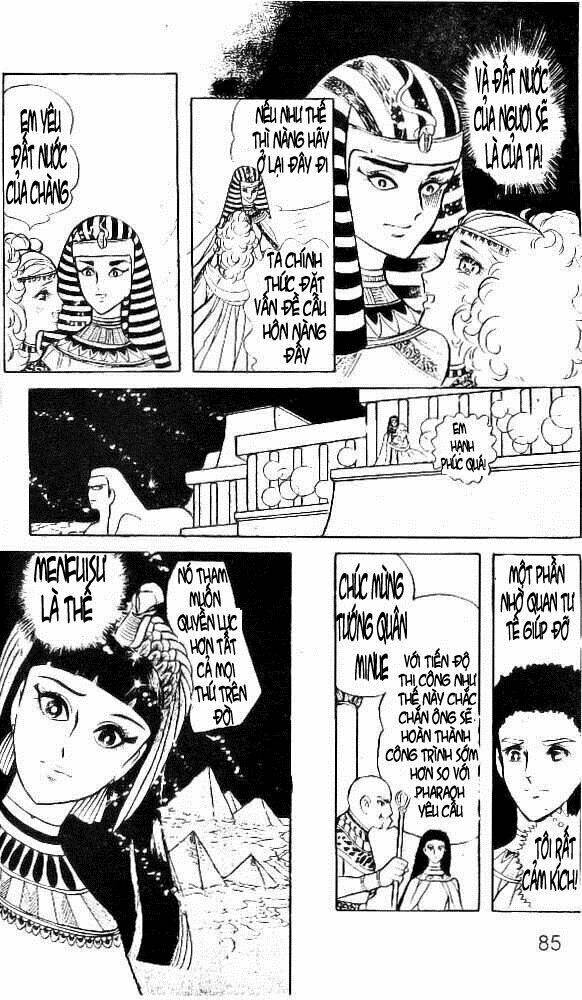 VÀ ĐẤT NƯỚC
CỦA NGƯƠI SẼ
LÀ CỦA TA!
NẾU NHƯ THẾ
THÌ NÀNG HÃY
Ở LẠI ĐÂY ĐI
TA CHÍNH
THỨC ĐẶT
VẤN ĐỀ CẦU
HÔN NÀNG
ĐẤY
EM YÊU
ĐẤT NƯỚC
CỦA CHÀNG
EM
HẠNH
PHÚC QUÁ!
MỘT PHẦN
NHỜ QUAN TƯ
TẾ GIÚP ĐỠ
TÔI RẤT
CẢM KÍCH!
CHÚC MỪNG
TƯỚNG QUÂN
MINUE
VỚI TIẾN ĐỘ
THI CÔNG NHƯ
THẾ NÀY CHẮC
CHẮN ÔNG SẼ
HOÀN THÀNH
CÔNG TRÌNH SỚM
HƠN SO VỚI
PHARAOH
YÊU CẦU
NÓ THAM
MUỐN
QUYỀN LỰC
HƠN TẤT
CẢ MỌI
THỨ TRÊN
ĐỜI
MENFUISƯ
LÀ THẾ
85